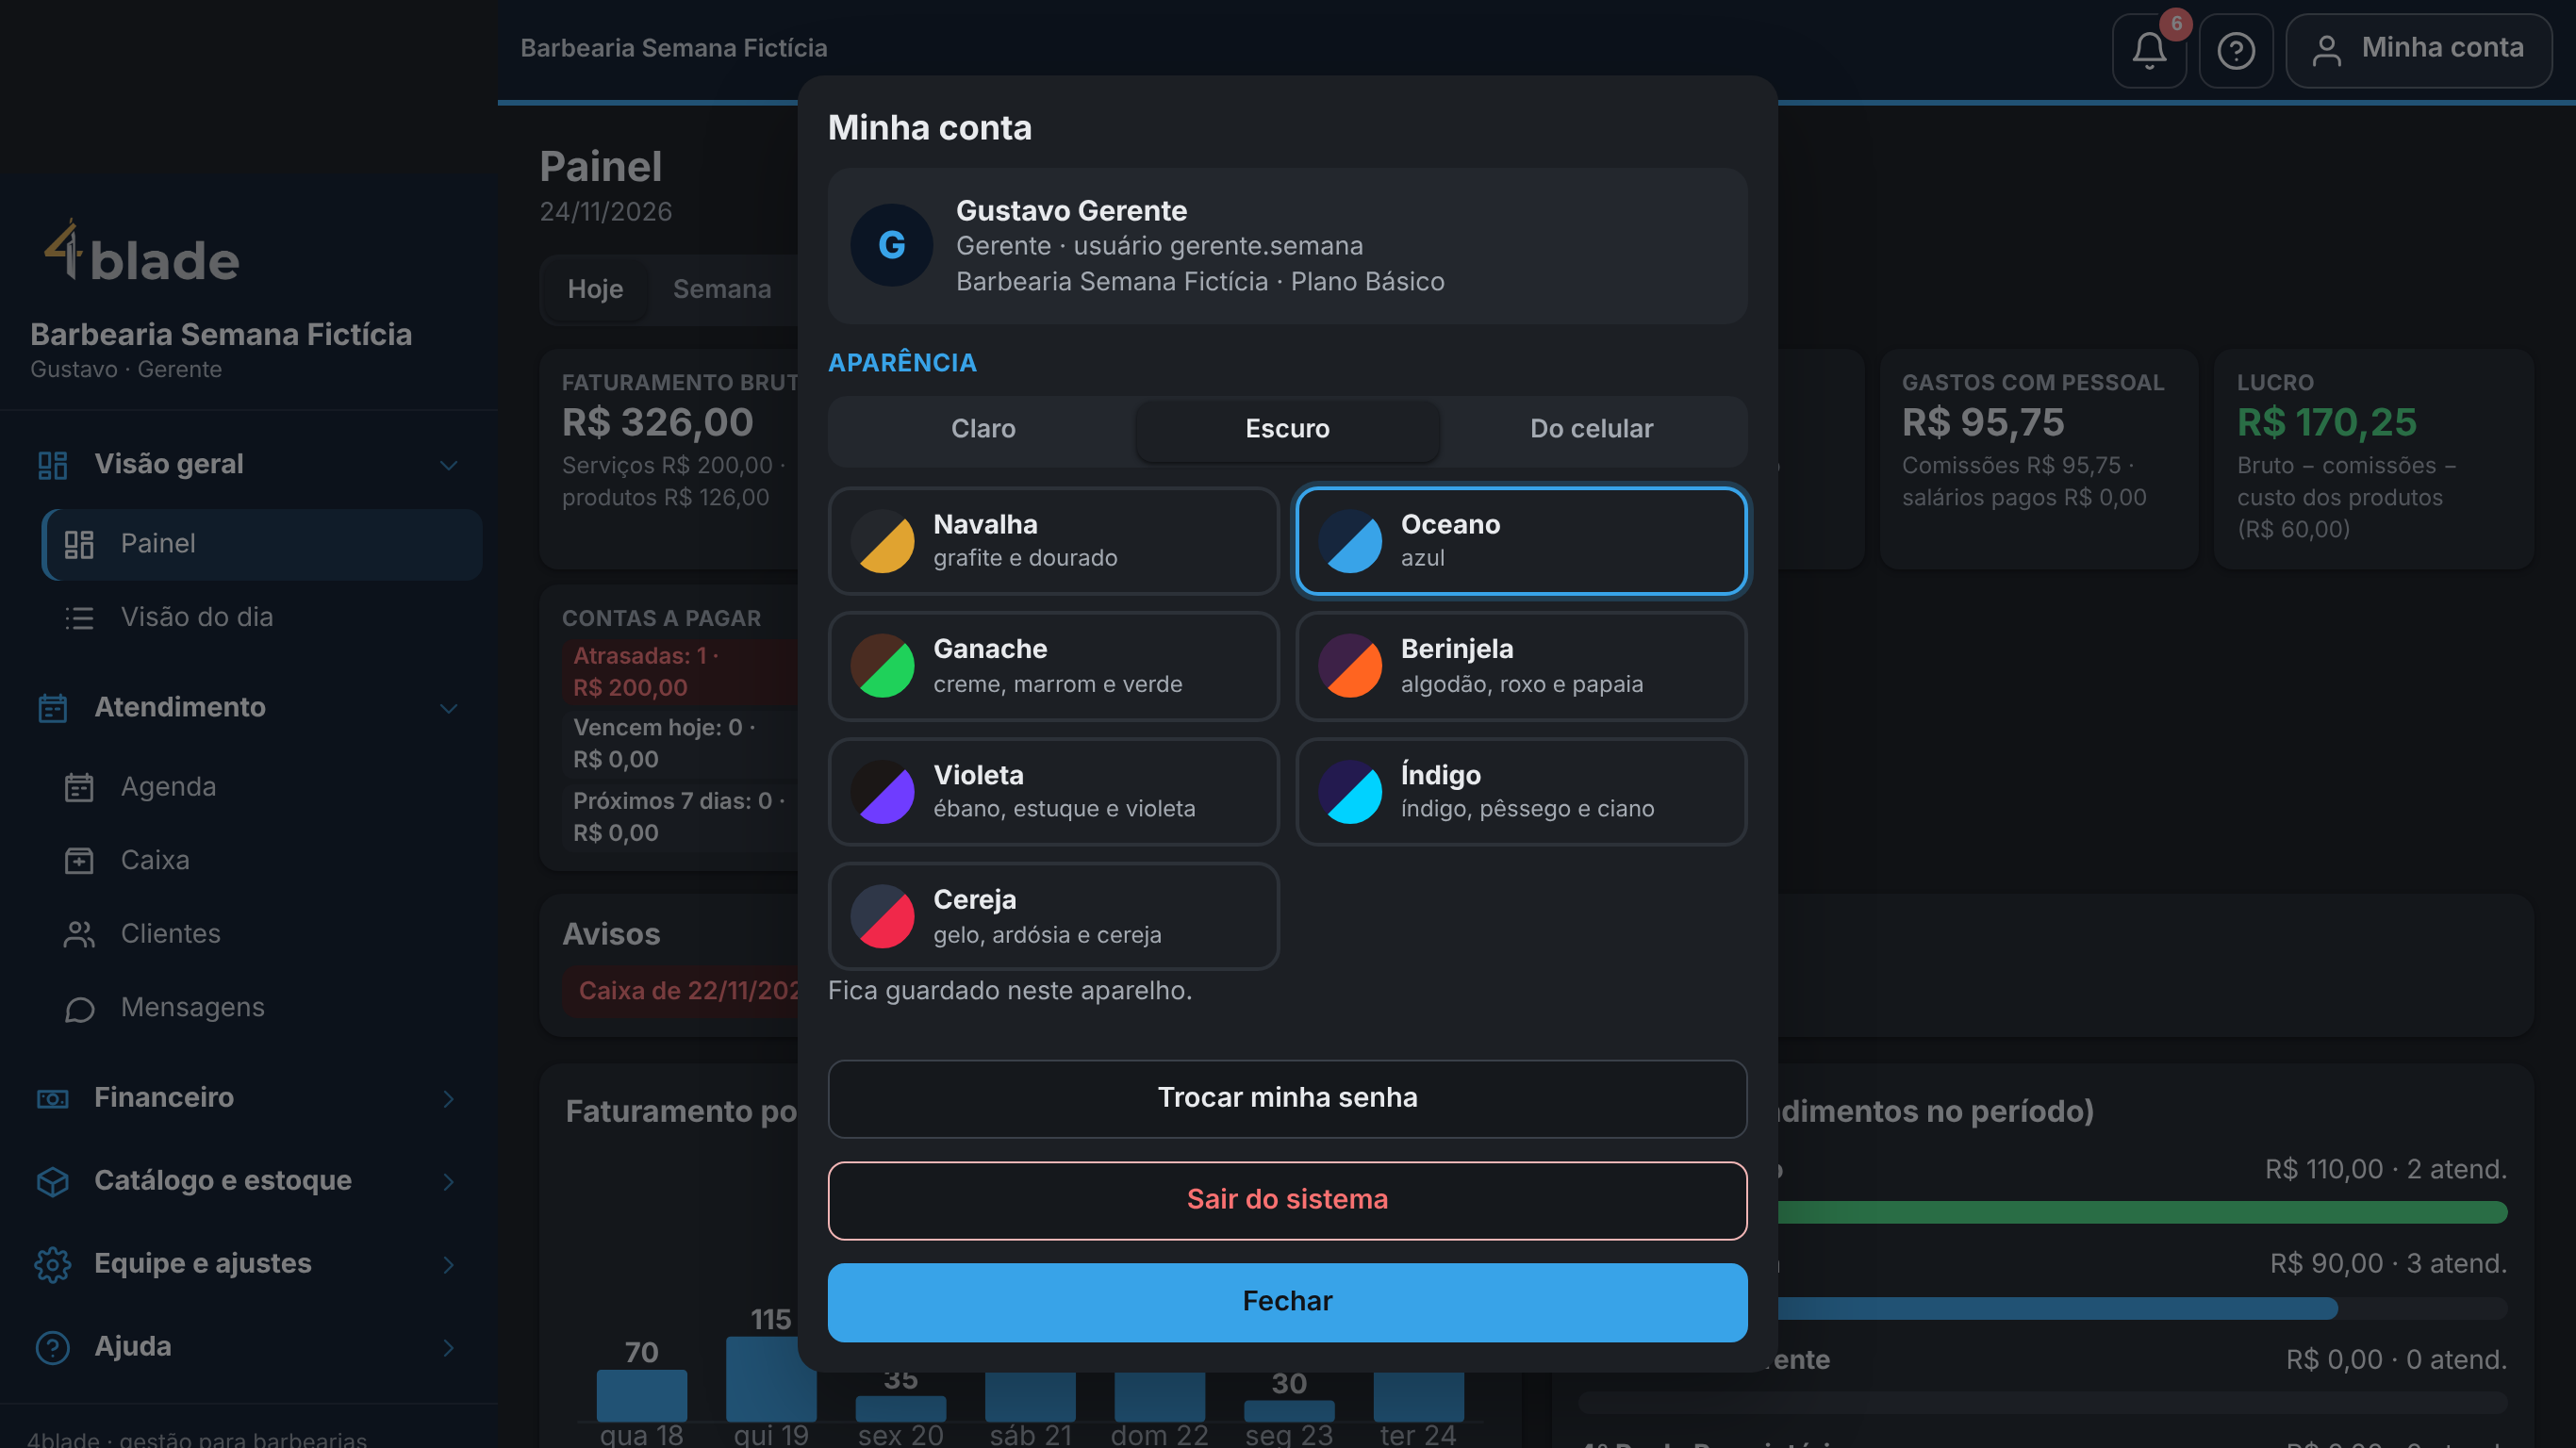 Barbearia Semana Fictícia
6
Minha conta
4blade
Barbearia Semana Fictícia
Gustavo · Gerente
Visão geral
Painel
Visão do dia
Atendimento
Agenda
Caixa
Clientes
Mensagens
Financeiro
Catálogo e estoque
Equipe e ajustes
Ajuda
4blade · gestão para barbearias
Painel
24/11/2026
Hoje
Semana
FATURAMENTO BRUT
R$ 326,00
Serviços R$ 200,00 ·
produtos R$ 126,00
GASTOS COM PESSOAL
R$ 95,75
Comissões R$ 95,75 ·
salários pagos R$ 0,00
LUCRO
R$ 170,25
Bruto – comissões –
custo dos produtos
(R$ 60,00)
CONTAS A PAGAR
Atrasadas: 1 ·
R$ 200,00
Vencem hoje: 0 ·
R$ 0,00
Próximos 7 dias: 0 ·
R$ 0,00
Avisos
Caixa de 22/11/202
Faturamento po
70
115
35
30
qua 18
qui 19
sex 20
sáb 21
dom 22
seg 23
ter 24
dimentos no período)
R$ 110,00 · 2 atend.
R$ 90,00 · 3 atend.
ente
R$ 0,00 · 0 atend.
Minha conta
G
Gustavo Gerente
Gerente · usuário gerente.semana
Barbearia Semana Fictícia · Plano Básico
APARÊNCIA
Claro
Escuro
Do celular
Navalha
grafite e dourado
Oceano
azul
Ganache
creme, marrom e verde
Berinjela
algodão, roxo e papaia
Violeta
ébano, estuque e violeta
Índigo
índigo, pêssego e ciano
Cereja
gelo, ardósia e cereja
Fica guardado neste aparelho.
Trocar minha senha
Sair do sistema
Fechar